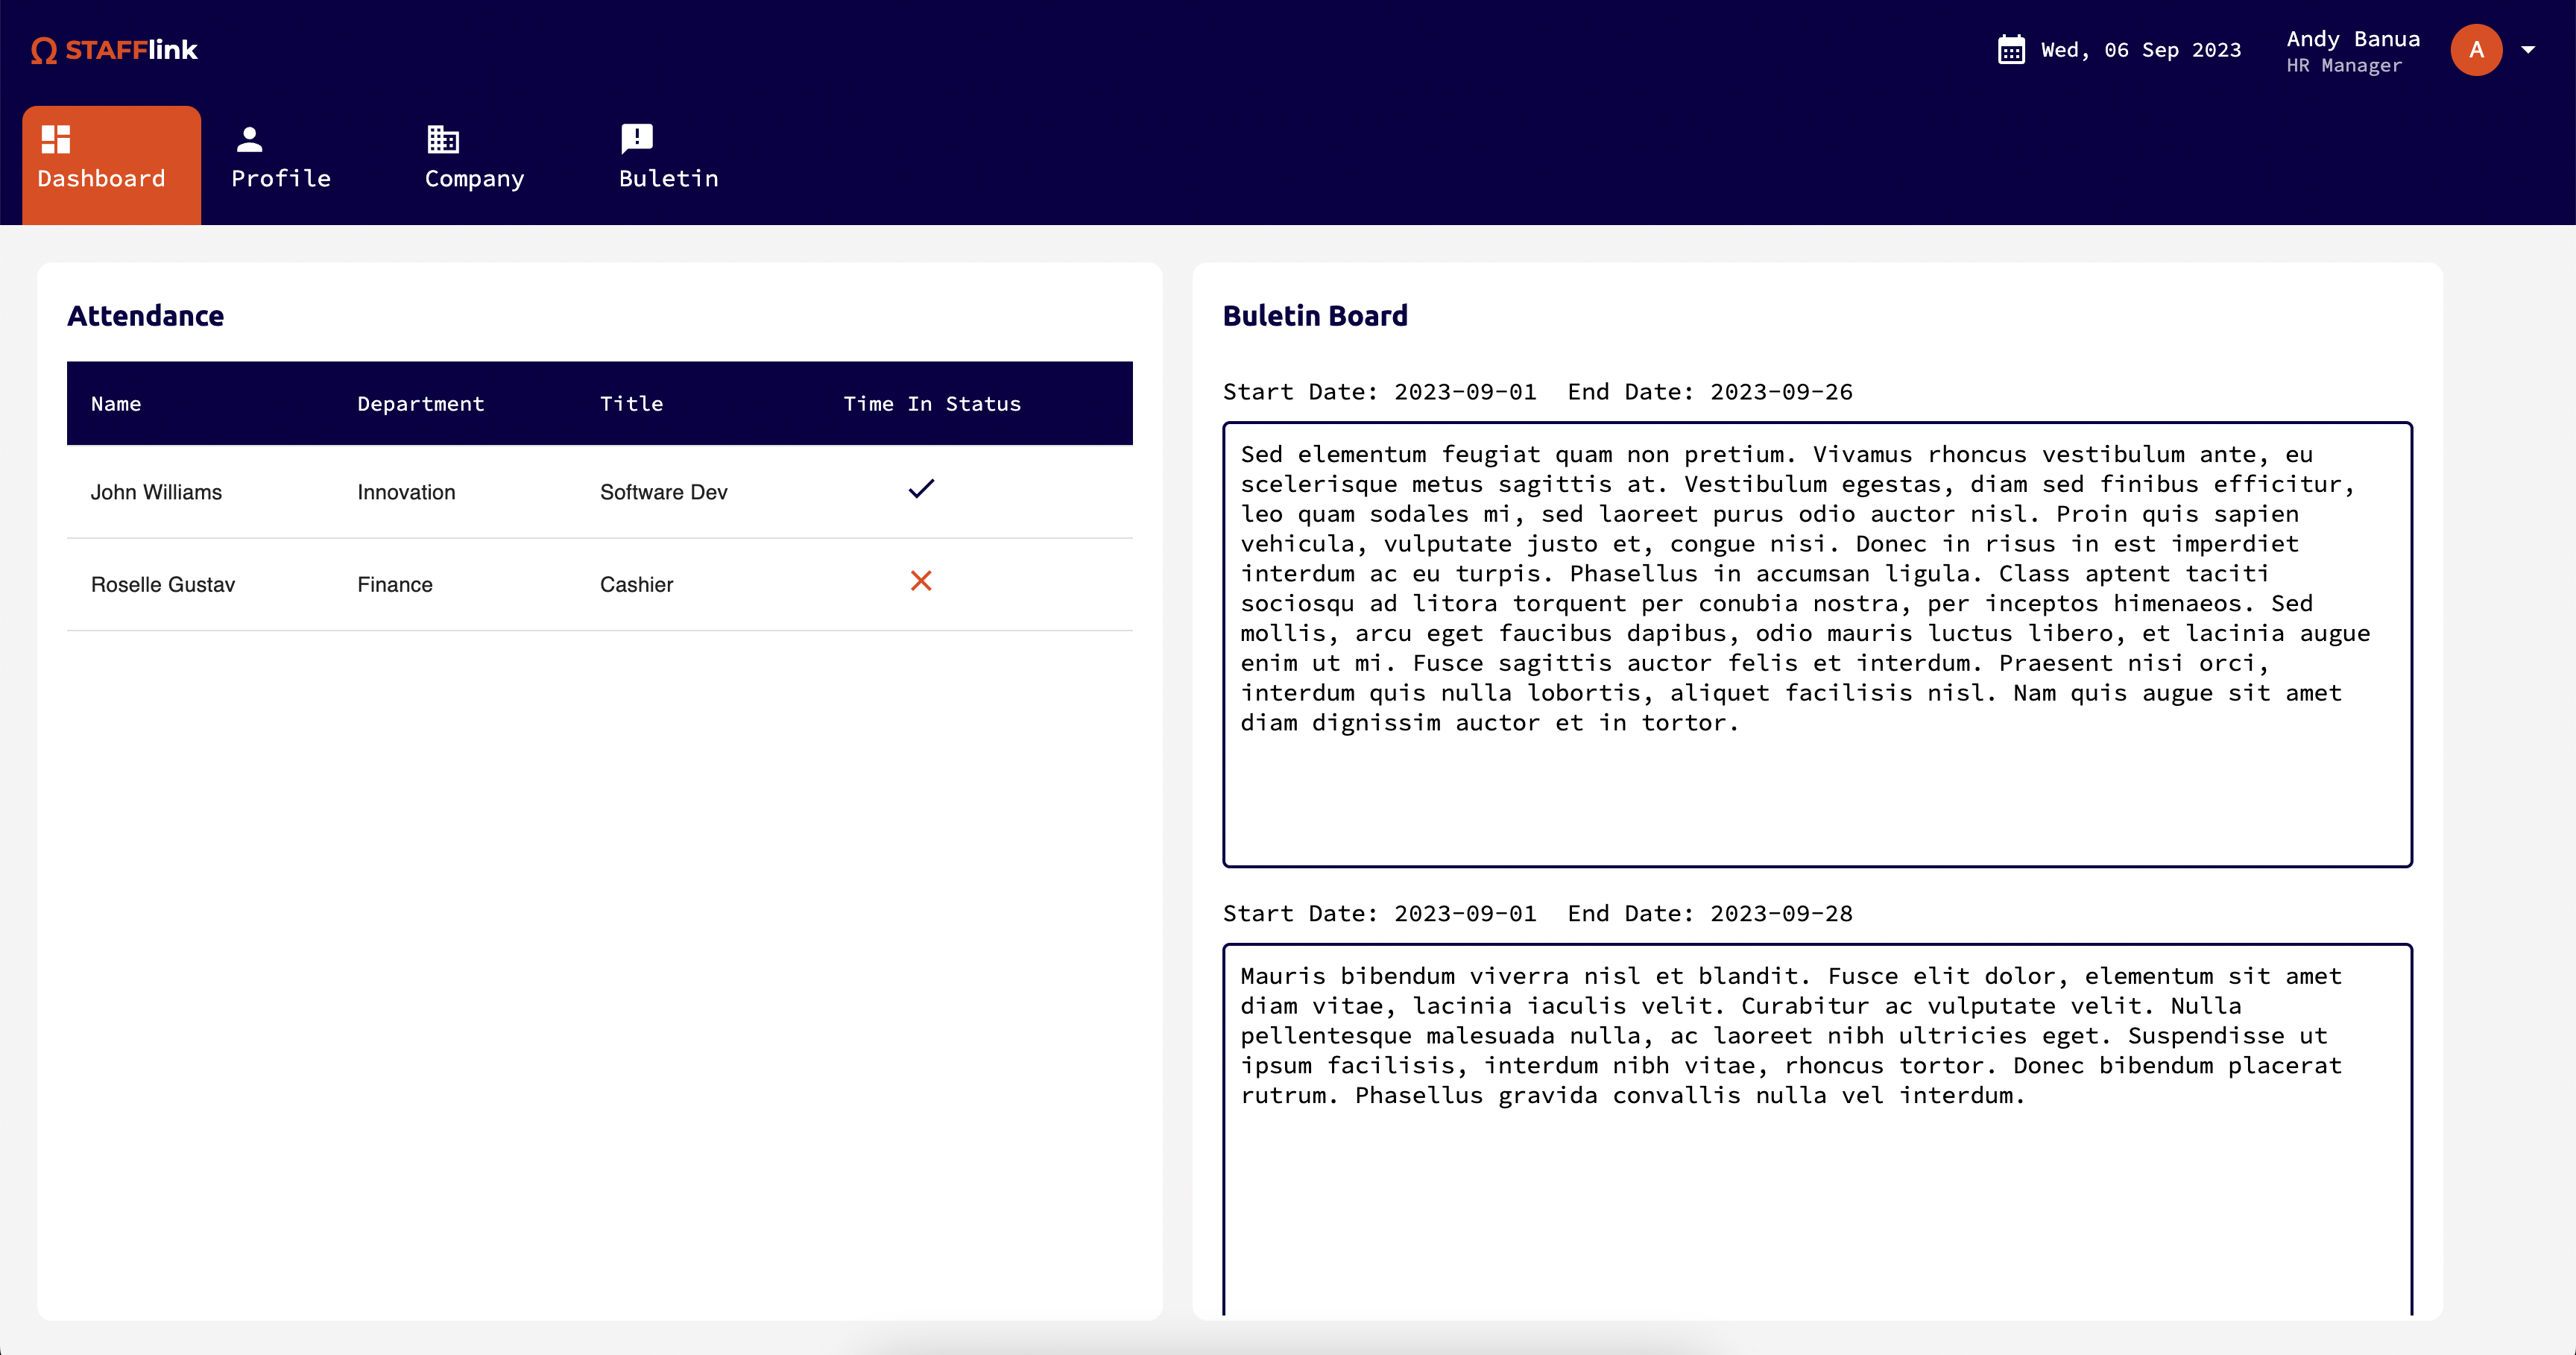 STAFFlink
Wed, 06 Sep 2023
Andy Banua
HR Manager
A
Dashboard
Profile
Company
Buletin
Attendance
Name Department Title Time In Status
John Williams Innovation Software Dev
Roselle Gustav Finance Cashier
Buletin Board
Start Date: 2023-09-01 End Date: 2023-09-26
Sed elementum feugiat quam non pretium. Vivamus rhoncus vestibulum ante, eu
scelerisque metus sagittis at. Vestibulum egestas, diam sed finibus efficitur,
leo quam sodales mi, sed laoreet purus odio auctor nisl. Proin quis sapien
vehicula, vulputate justo et, congue nisi. Donec in risus in est imperdiet
interdum ac eu turpis. Phasellus in accumsan ligula. Class aptent taciti
sociosqu ad litora torquent per conubia nostra, per inceptos himenaeos. Sed
mollis, arcu eget faucibus dapibus, odio mauris luctus libero, et lacinia augue
enim ut mi. Fusce sagittis auctor felis et interdum. Praesent nisi orci,
interdum quis nulla lobortis, aliquet facilisis nisl. Nam quis augue sit amet
diam dignissim auctor et in tortor.
Start Date: 2023-09-01 End Date: 2023-09-28
Mauris bibendum viverra nisl et blandit. Fusce elit dolor, elementum sit amet
diam vitae, lacinia iaculis velit. Curabitur ac vulputate velit. Nulla
pellentesque malesuada nulla, ac laoreet nibh ultricies eget. Suspendisse ut
ipsum facilisis, interdum nibh vitae, rhoncus tortor. Donec bibendum placerat
rutrum. Phasellus gravida convallis nulla vel interdum.